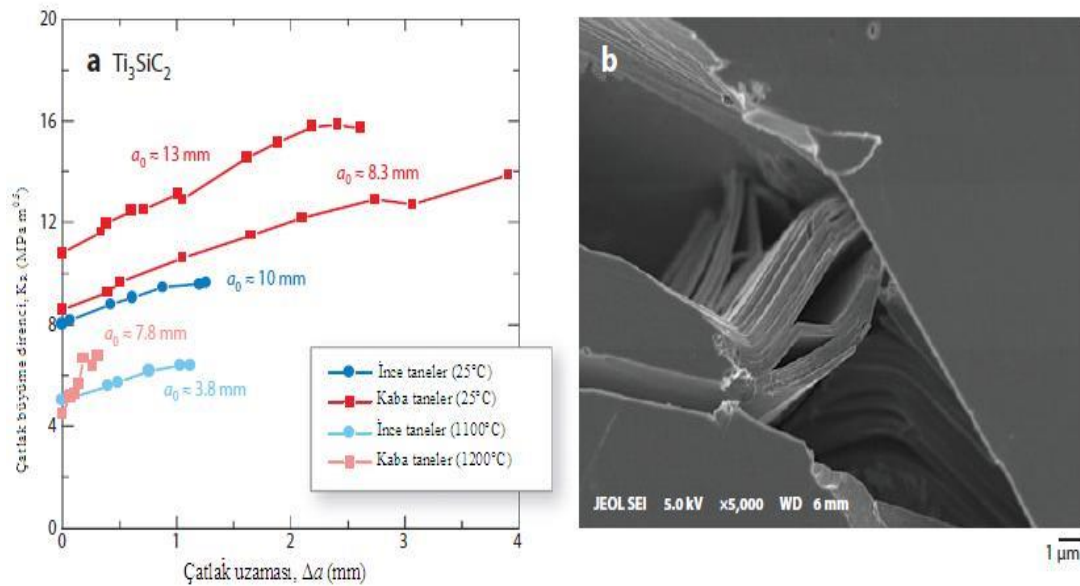 a Ti₃SiC₂
20
16
12
8
4
0
Çatlak büyüme direnci, K_R, (MPa m⁰·⁵)
a₀ ≈ 13 mm
a₀ ≈ 8.3 mm
a₀ ≈ 10 mm
a₀ ≈ 7.8 mm
a₀ ≈ 3.8 mm
İnce taneler (25°C)
Kaba taneler (25°C)
İnce taneler (1100°C)
Kaba taneler (1200°C)
0 1 2 3 4
Çatlak uzaması, Δa (mm)
b
JEOL SEI 5.0 kV ×5,000 WD 6 mm
1 μm